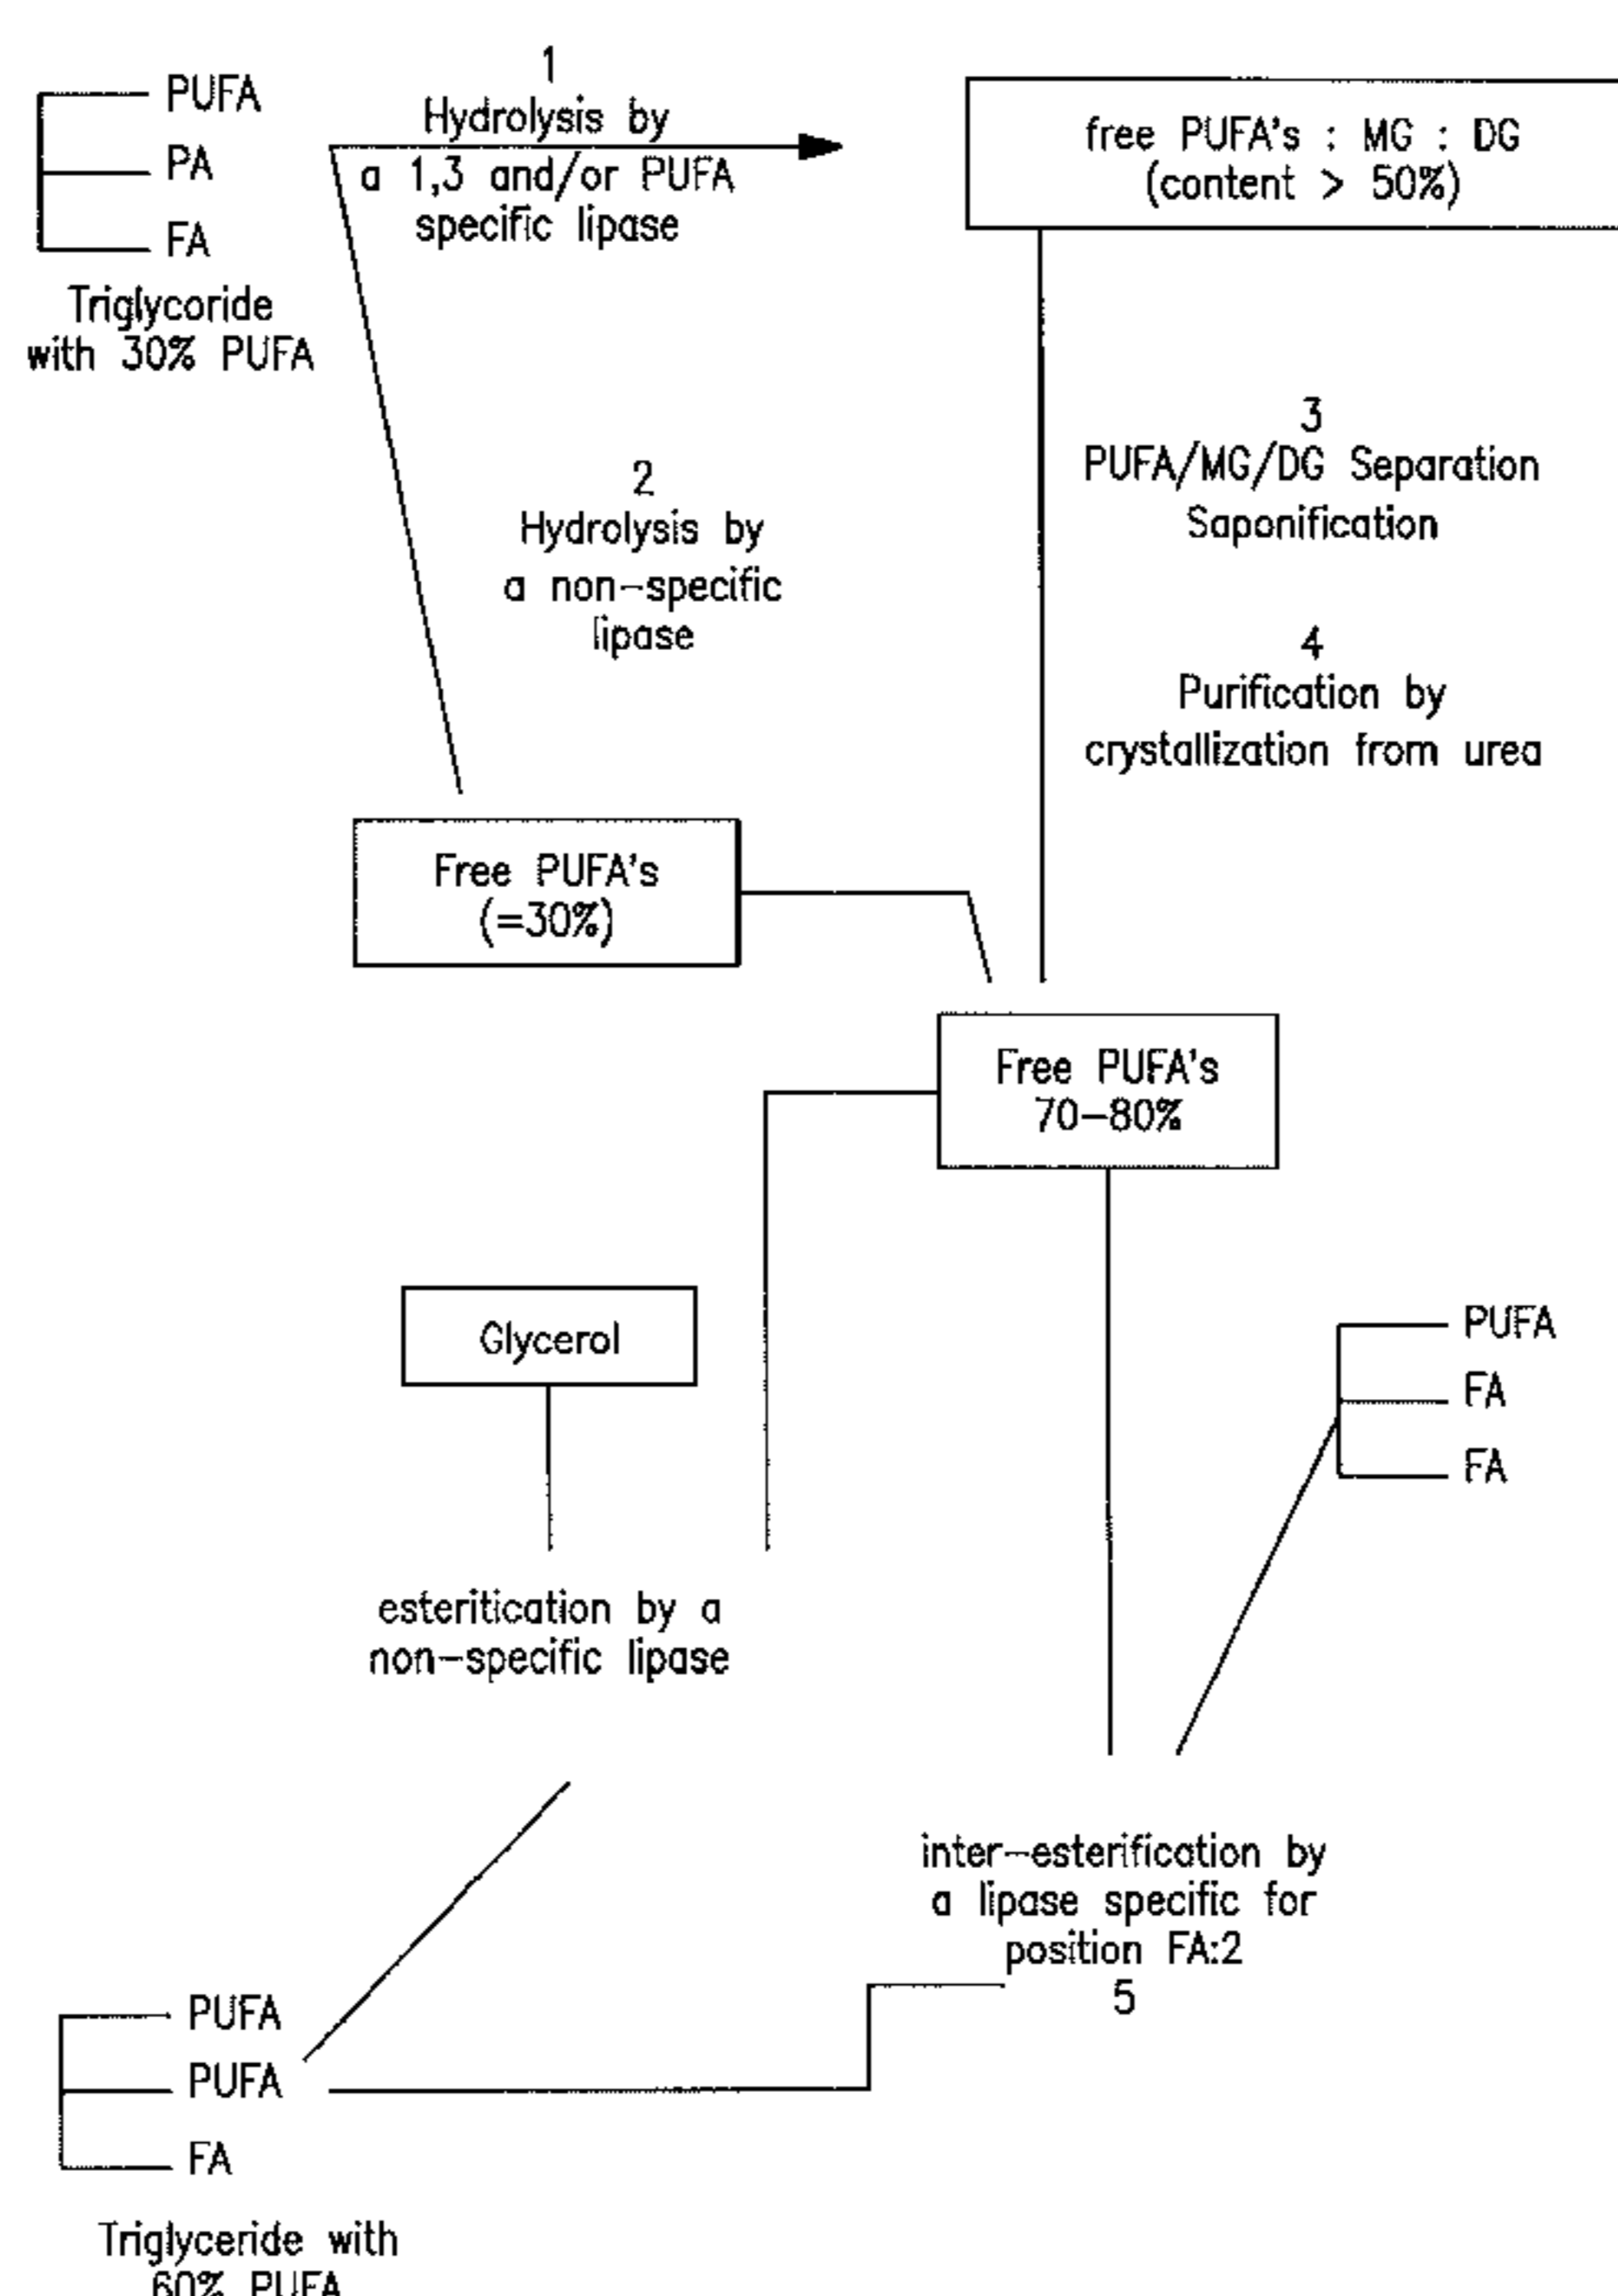 PUFA
PA
FA
Triglycoride
with 30% PUFA
1
Hydrolysis by
a 1,3 and/or PUFA
specific lipase
free PUFA's : MG : DG
(content > 50%)
2
Hydrolysis by
a non-specific
lipase
3
PUFA/MG/DG Separation
Saponification
4
Purification by
crystallization from urea
Free PUFA's
(=30%)
Free PUFA's
70-80%
Glycerol
PUFA
FA
FA
esteritication by a
non-specific lipase
inter-esterification by
a lipase specific for
position FA:2
5
PUFA
PUFA
FA
Triglyceride with
60% PUFA